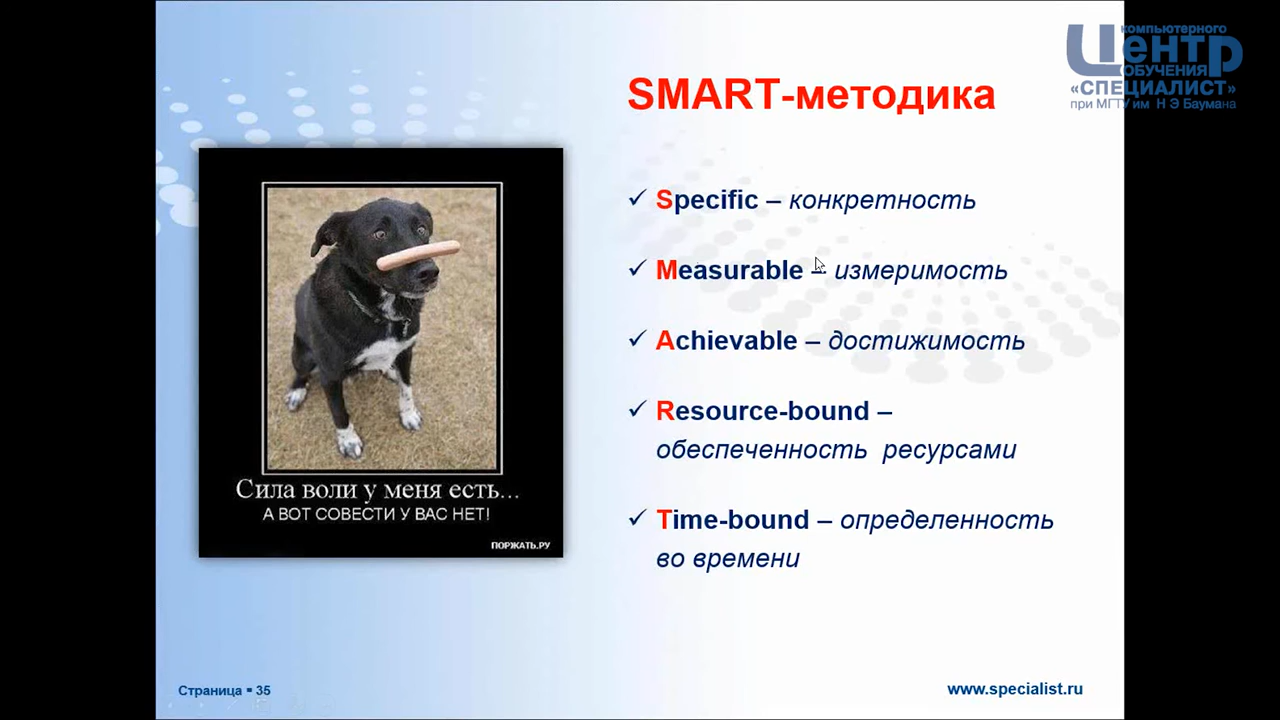 компьютерного
Центр
ОБУЧЕНИЯ
«СПЕЦИАЛИСТ»
при МГТУ им Н Э Баумана
SMART-методика
✓ Specific – конкретность
✓ Measurable – измеримость
✓ Achievable – достижимость
✓ Resource-bound –
обеспеченность ресурсами
✓ Time-bound – определенность
во времени
Сила воли у меня есть...
А ВОТ СОВЕСТИ У ВАС НЕТ!
ПОРЖАТЬ.РУ
Страница ▪ 35
www.specialist.ru